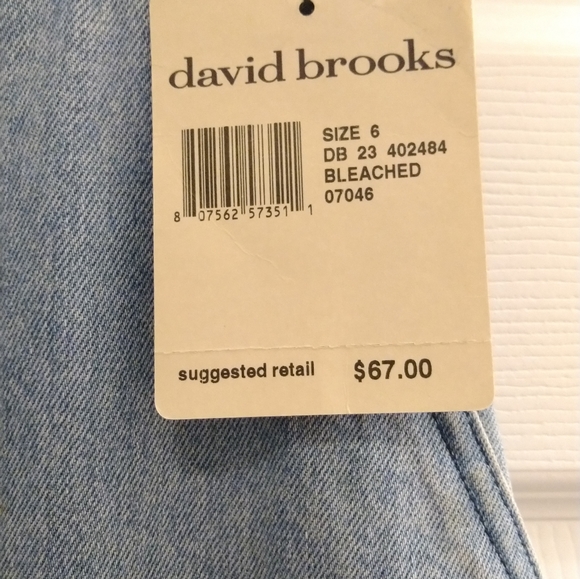 david brooks
SIZE 6
DB 23 402484
BLEACHED
07046
8 07562 57351 1
suggested retail $67.00